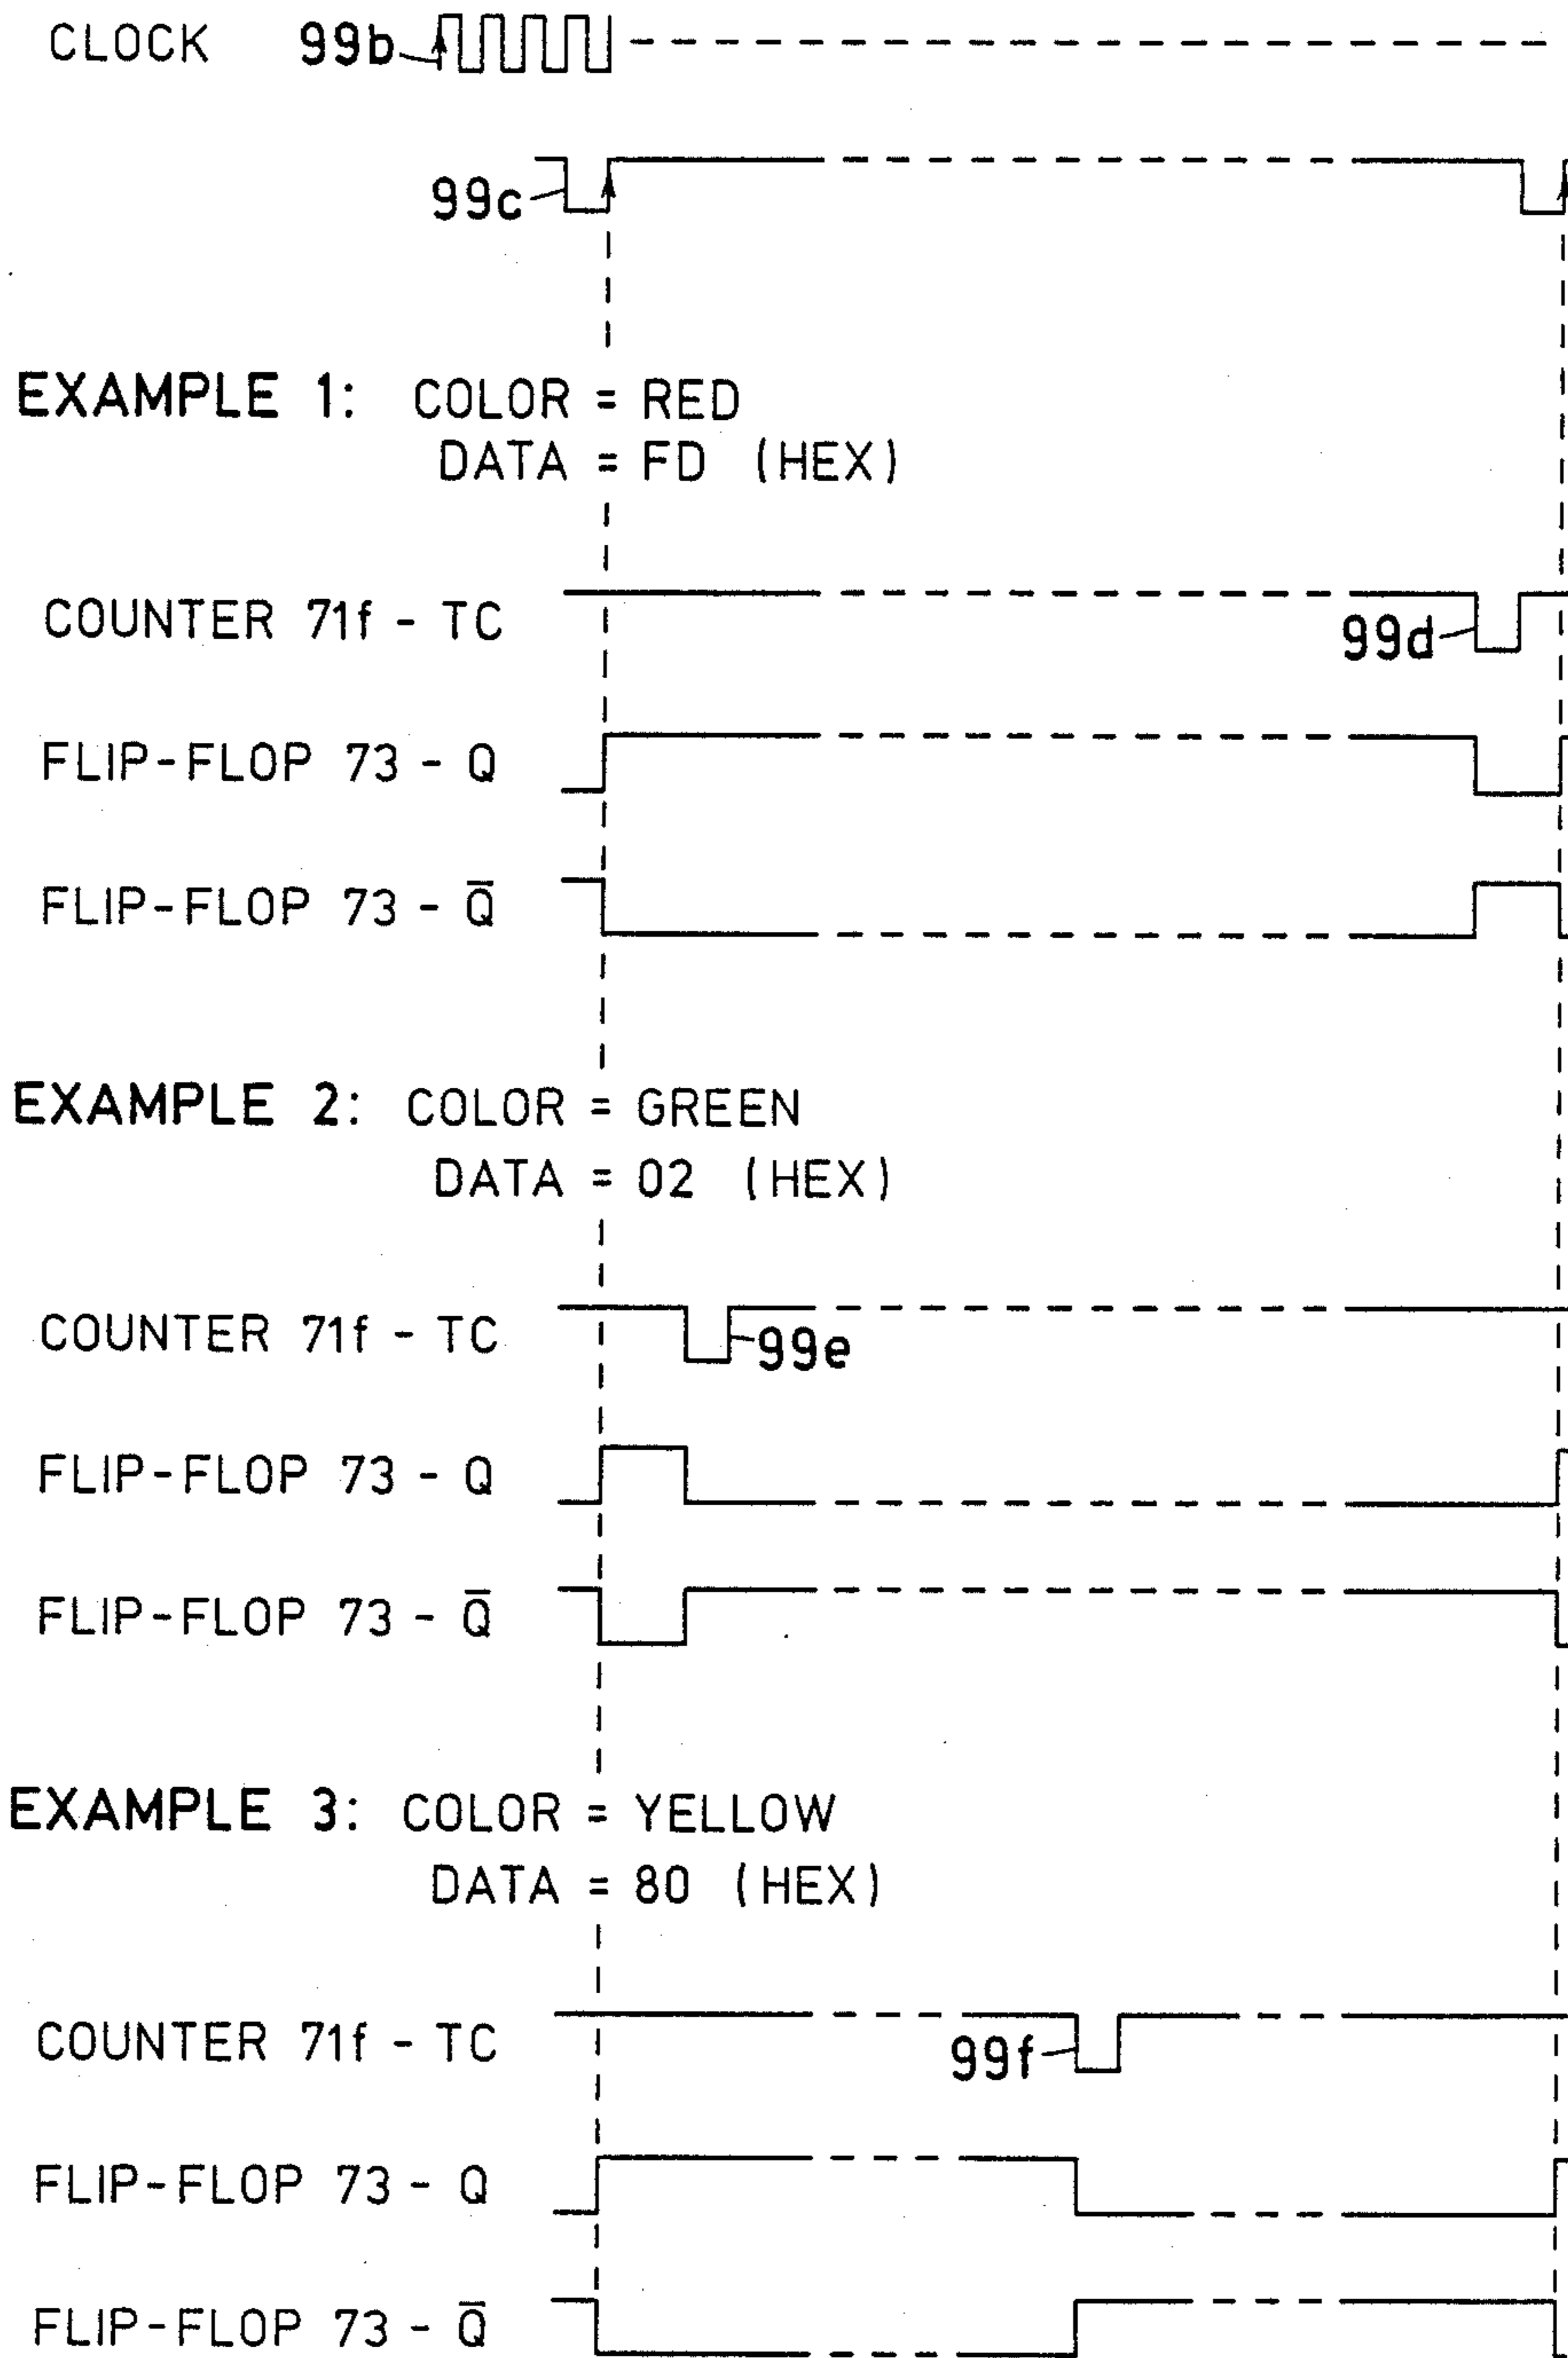 CLOCK 99b
99c
EXAMPLE 1: COLOR = RED
DATA = FD (HEX)
COUNTER 71f - TC
99d
FLIP-FLOP 73 - Q
FLIP-FLOP 73 - Q̅
EXAMPLE 2: COLOR = GREEN
DATA = 02 (HEX)
COUNTER 71f - TC
99e
FLIP-FLOP 73 - Q
FLIP-FLOP 73 - Q̅
EXAMPLE 3: COLOR = YELLOW
DATA = 80 (HEX)
COUNTER 71f - TC
99f
FLIP-FLOP 73 - Q
FLIP-FLOP 73 - Q̅